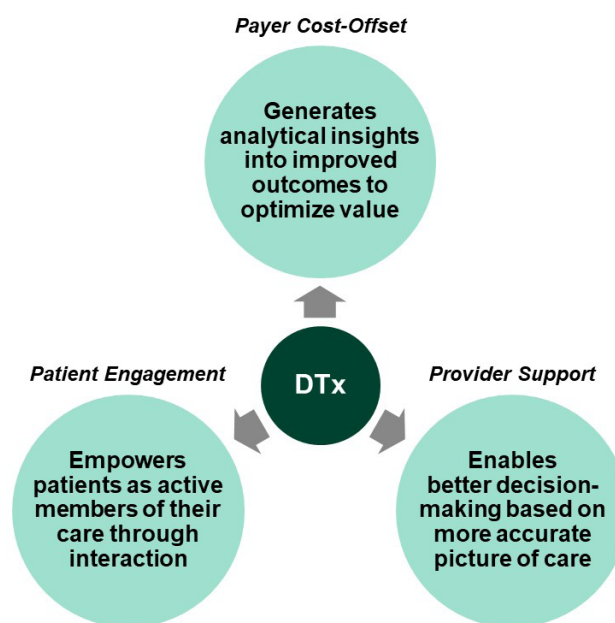 Payer Cost-Offset
Generates
analytical insights
into improved
outcomes to
optimize value
DTx
Patient Engagement
Empowers
patients as active
members of their
care through
interaction
Provider Support
Enables
better decision-
making based on
more accurate
picture of care